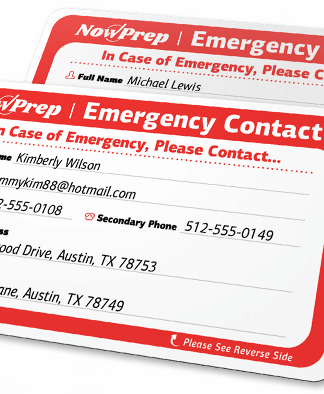 NowPrep | Emergency
In Case of Emergency, Please C
Full Name Michael Lewis
wPrep | Emergency Contact
n Case of Emergency, Please Contact...
me Kimberly Wilson
mmykim88@hotmail.com
2-555-0108 Secondary Phone 512-555-0149
ss
ood Drive, Austin, TX 78753
ane, Austin, TX 78749
Please See Reverse Side